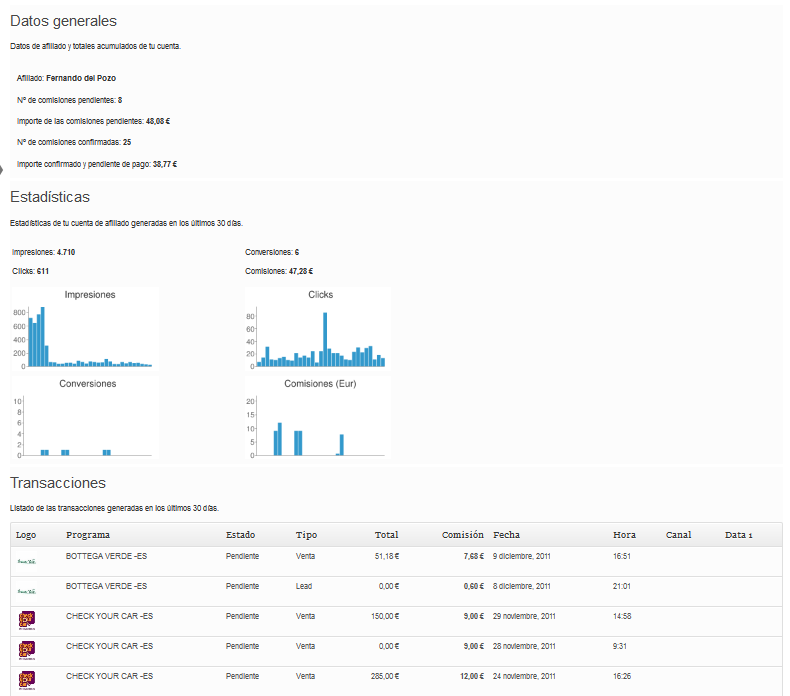 Datos generales
Datos de afiliado y totales acumulados de tu cuenta.
Afiliado: Fernando del Pozo
Nº de comisiones pendientes: 8
Importe de las comisiones pendientes: 48,08 €
Nº de comisiones confirmadas: 25
Importe confirmado y pendiente de pago: 38,77 €
Estadísticas
Estadísticas de tu cuenta de afiliado generadas en los últimos 30 días.
Impresiones: 4.710 Conversiones: 6
Clicks: 611 Comisiones: 47,28 €
Impresiones
800
600
400
200
0
Clicks
80
60
40
20
0
Conversiones
10
8
6
4
2
0
Comisiones (Eur)
20
15
10
5
0
Transacciones
Listado de las transacciones generadas en los últimos 30 días.
Logo Programa Estado Tipo Total Comisión Fecha Hora Canal Data 1
BOTTEGA VERDE -ES Pendiente Venta 51,18 € 7,68 € 9 diciembre, 2011 16:51
BOTTEGA VERDE -ES Pendiente Lead 0,00 € 0,60 € 8 diciembre, 2011 21:01
CHECK YOUR CAR -ES Pendiente Venta 150,00 € 9,00 € 29 noviembre, 2011 14:58
CHECK YOUR CAR -ES Pendiente Venta 0,00 € 9,00 € 28 noviembre, 2011 9:31
CHECK YOUR CAR -ES Pendiente Venta 285,00 € 12,00 € 24 noviembre, 2011 16:26